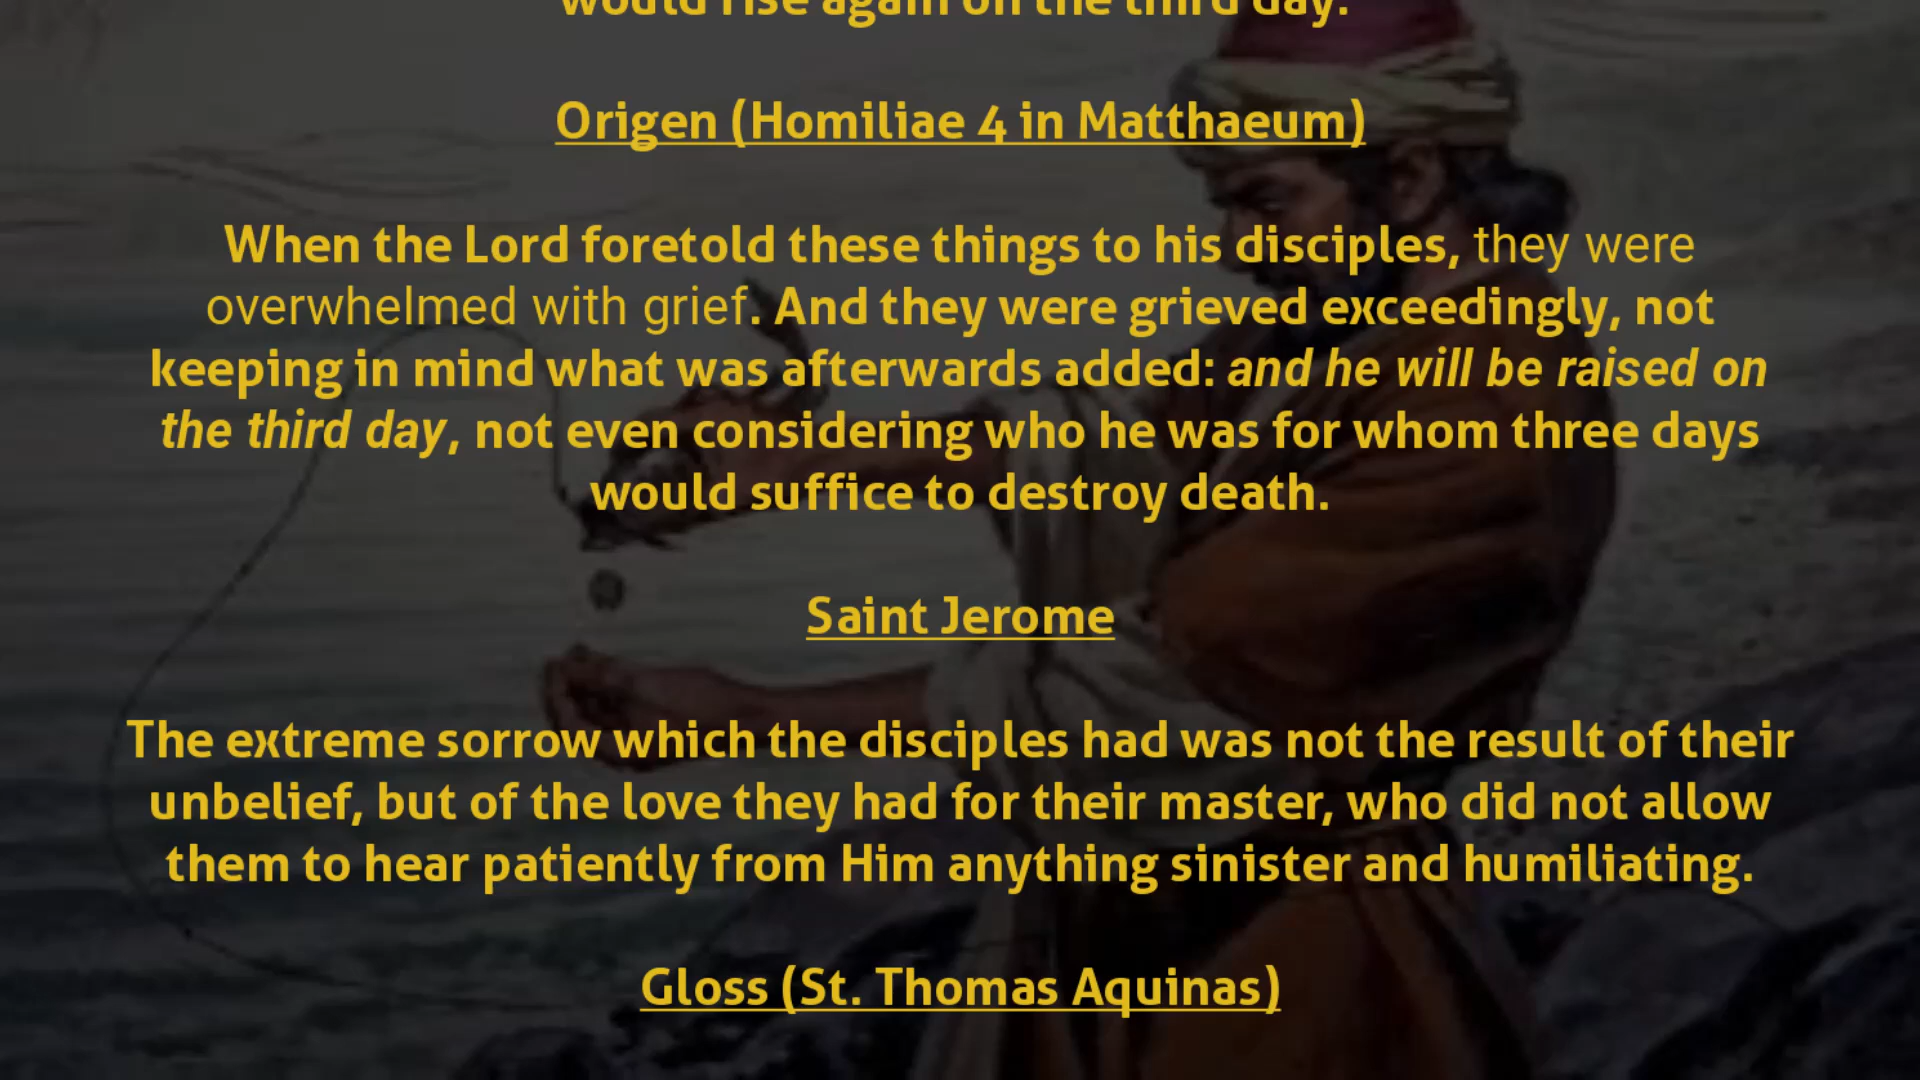 would rise again on the third day.
Origen (Homiliae 4 in Matthaeum)
When the Lord foretold these things to his disciples, they were
overwhelmed with grief. And they were grieved exceedingly, not
keeping in mind what was afterwards added: and he will be raised on
the third day, not even considering who he was for whom three days
would suffice to destroy death.
Saint Jerome
The extreme sorrow which the disciples had was not the result of their
unbelief, but of the love they had for their master, who did not allow
them to hear patiently from Him anything sinister and humiliating.
Gloss (St. Thomas Aquinas)